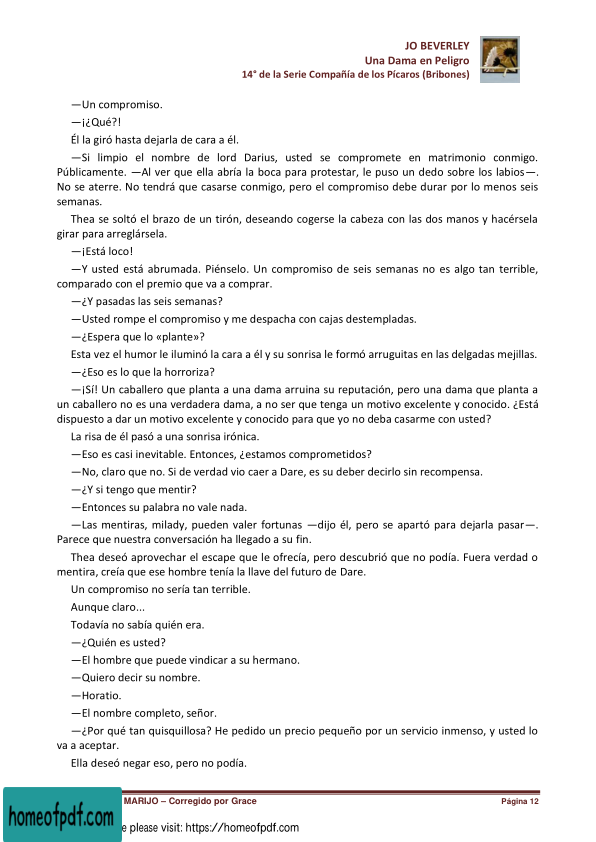 JO BEVERLEY
Una Dama en Peligro
14° de la Serie Compañía de los Pícaros (Bribones)
—Un compromiso.
—¡¿Qué?!
Él la giró hasta dejarla de cara a él.
—Si limpio el nombre de lord Darius, usted se compromete en matrimonio conmigo.
Públicamente. —Al ver que ella abría la boca para protestar, le puso un dedo sobre los labios—.
No se aterre. No tendrá que casarse conmigo, pero el compromiso debe durar por lo menos seis
semanas.
Thea se soltó el brazo de un tirón, deseando cogerse la cabeza con las dos manos y hacérsela
girar para arreglársela.
—¡Está loco!
—Y usted está abrumada. Piénselo. Un compromiso de seis semanas no es algo tan terrible,
comparado con el premio que va a comprar.
—¿Y pasadas las seis semanas?
—Usted rompe el compromiso y me despacha con cajas destempladas.
—¿Espera que lo «plante»?
Esta vez el humor le iluminó la cara a él y su sonrisa le formó arruguitas en las delgadas mejillas.
—¿Eso es lo que la horroriza?
—¡Sí! Un caballero que planta a una dama arruina su reputación, pero una dama que planta a
un caballero no es una verdadera dama, a no ser que tenga un motivo excelente y conocido. ¿Está
dispuesto a dar un motivo excelente y conocido para que yo no deba casarme con usted?
La risa de él pasó a una sonrisa irónica.
—Eso es casi inevitable. Entonces, ¿estamos comprometidos?
—No, claro que no. Si de verdad vio caer a Dare, es su deber decirlo sin recompensa.
—¿Y si tengo que mentir?
—Entonces su palabra no vale nada.
—Las mentiras, milady, pueden valer fortunas —dijo él, pero se apartó para dejarla pasar—.
Parece que nuestra conversación ha llegado a su fin.
Thea deseó aprovechar el escape que le ofrecía, pero descubrió que no podía. Fuera verdad o
mentira, creía que ese hombre tenía la llave del futuro de Dare.
Un compromiso no sería tan terrible.
Aunque claro...
Todavía no sabía quién era.
—¿Quién es usted?
—El hombre que puede vindicar a su hermano.
—Quiero decir su nombre.
—Horatio.
—El nombre completo, señor.
—¿Por qué tan quisquillosa? He pedido un precio pequeño por un servicio inmenso, y usted lo
va a aceptar.
Ella deseó negar eso, pero no podía.
MARIJO – Corregido por Grace
Página 12
homeofpdf.com
e please visit: https://homeofpdf.com